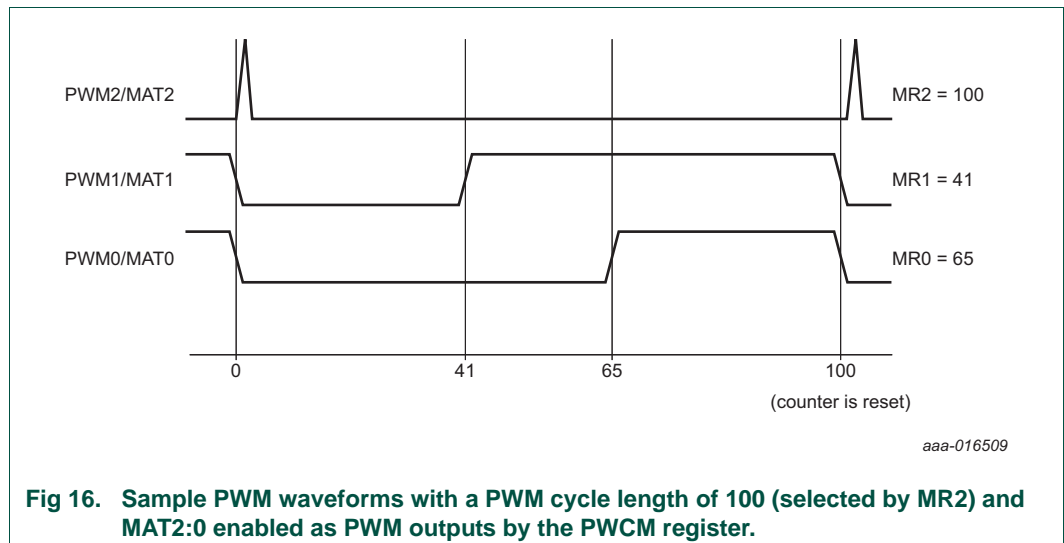 PWM2/MAT2
MR2 = 100
PWM1/MAT1
MR1 = 41
PWM0/MAT0
MR0 = 65
0
41
65
100
(counter is reset)
aaa-016509
Fig 16. Sample PWM waveforms with a PWM cycle length of 100 (selected by MR2) and
MAT2:0 enabled as PWM outputs by the PWCM register.